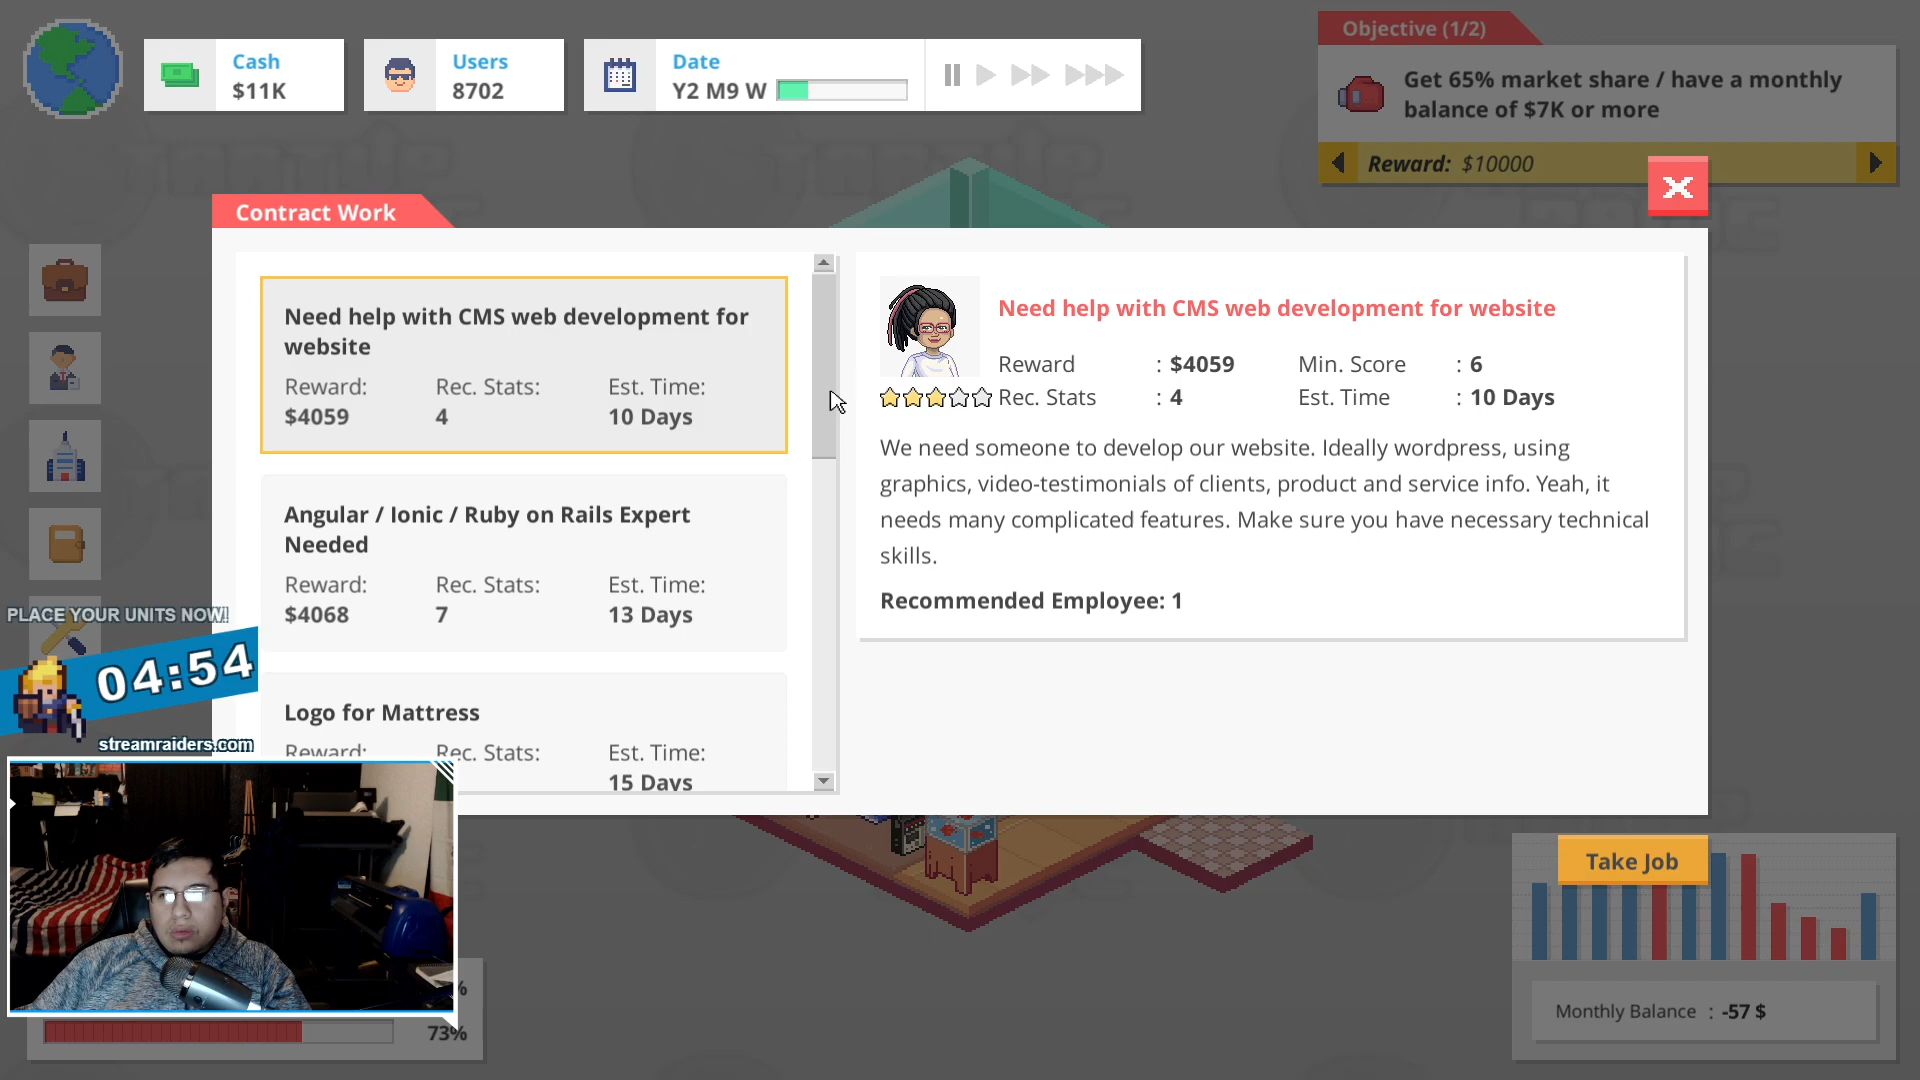 Cash
$11K
Users
8702
Date
Y2 M9 W
Objective (1/2)
Get 65% market share / have a monthly
balance of $7K or more
Reward: $10000
Contract Work
Need help with CMS web development for
website
Reward: Rec. Stats: Est. Time:
$4059 4 10 Days
Angular / Ionic / Ruby on Rails Expert
Needed
Reward: Rec. Stats: Est. Time:
$4068 7 13 Days
Logo for Mattress
Reward: Rec. Stats: Est. Time:
15 Days
Need help with CMS web development for website
Reward : $4059 Min. Score : 6
Rec. Stats : 4 Est. Time : 10 Days
We need someone to develop our website. Ideally wordpress, using
graphics, video-testimonials of clients, product and service info. Yeah, it
needs many complicated features. Make sure you have necessary technical
skills.
Recommended Employee: 1
PLACE YOUR UNITS NOW!
04:54
streamraiders.com
Take Job
Monthly Balance : -57 $
%
73%